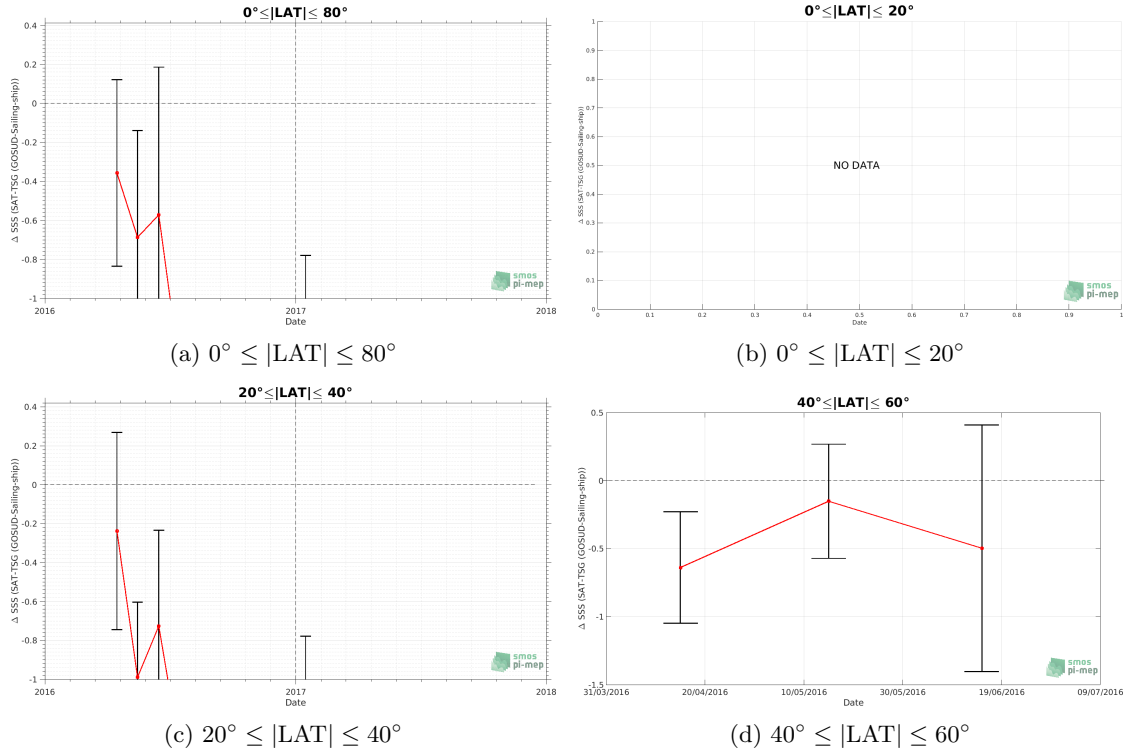 0°≤|LAT|≤ 80°
Δ SSS (SAT-TSG (GOSUD-Sailing-ship))
0.4
0.2
0
-0.2
-0.4
-0.6
-0.8
-1
2016
2017
2018
Date
smos
pi-mep
(a) 0° ≤ |LAT| ≤ 80°
0°≤|LAT|≤ 20°
Δ SSS (SAT-TSG (GOSUD-Sailing-ship))
1
0.9
0.8
0.7
0.6
0.5
0.4
0.3
0.2
0.1
0
NO DATA
0
0.1
0.2
0.3
0.4
0.5
0.6
0.7
0.8
0.9
1
Date
smos
pi-mep
(b) 0° ≤ |LAT| ≤ 20°
20°≤|LAT|≤ 40°
Δ SSS (SAT-TSG (GOSUD-Sailing-ship))
0.4
0.2
0
-0.2
-0.4
-0.6
-0.8
-1
2016
2017
2018
Date
smos
pi-mep
(c) 20° ≤ |LAT| ≤ 40°
40°≤|LAT|≤ 60°
Δ SSS (SAT-TSG (GOSUD-Sailing-ship))
0.5
0
-0.5
-1
-1.5
31/03/2016
20/04/2016
10/05/2016
30/05/2016
19/06/2016
09/07/2016
Date
smos
pi-mep
(d) 40° ≤ |LAT| ≤ 60°